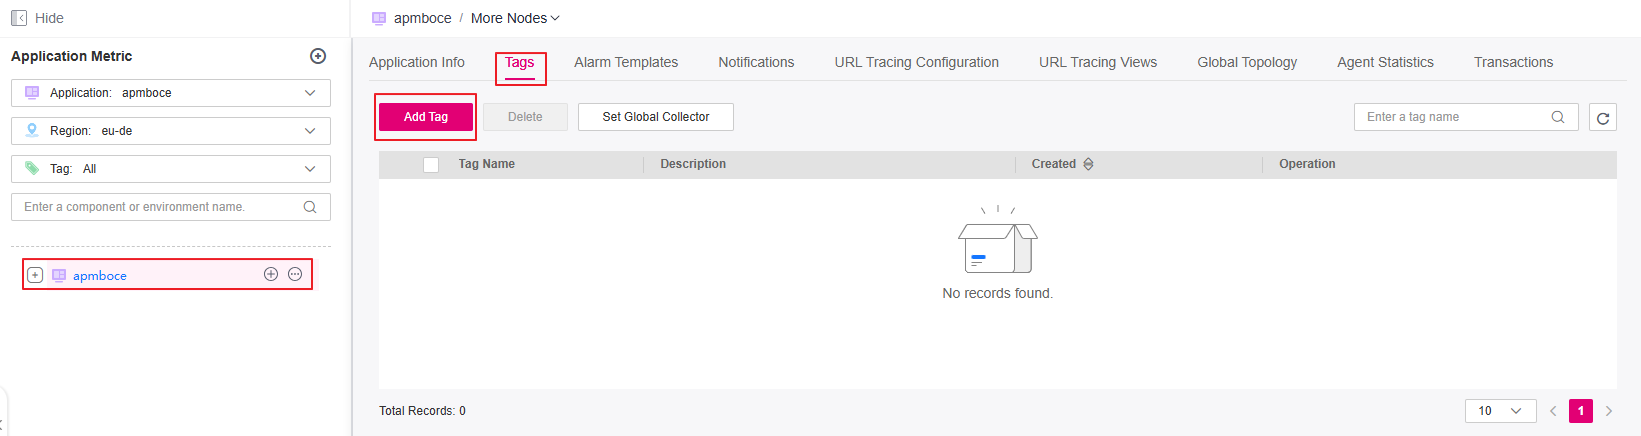 Hide
apmboce / More Nodes
Application Metric
Application: apmboce
Region: eu-de
Tag: All
Enter a component or environment name.
apmboce
Application Info Tags Alarm Templates Notifications URL Tracing Configuration URL Tracing Views Global Topology Agent Statistics Transactions
Add Tag Delete Set Global Collector Enter a tag name
Tag Name Description Created Operation
No records found.
Total Records: 0 10 1